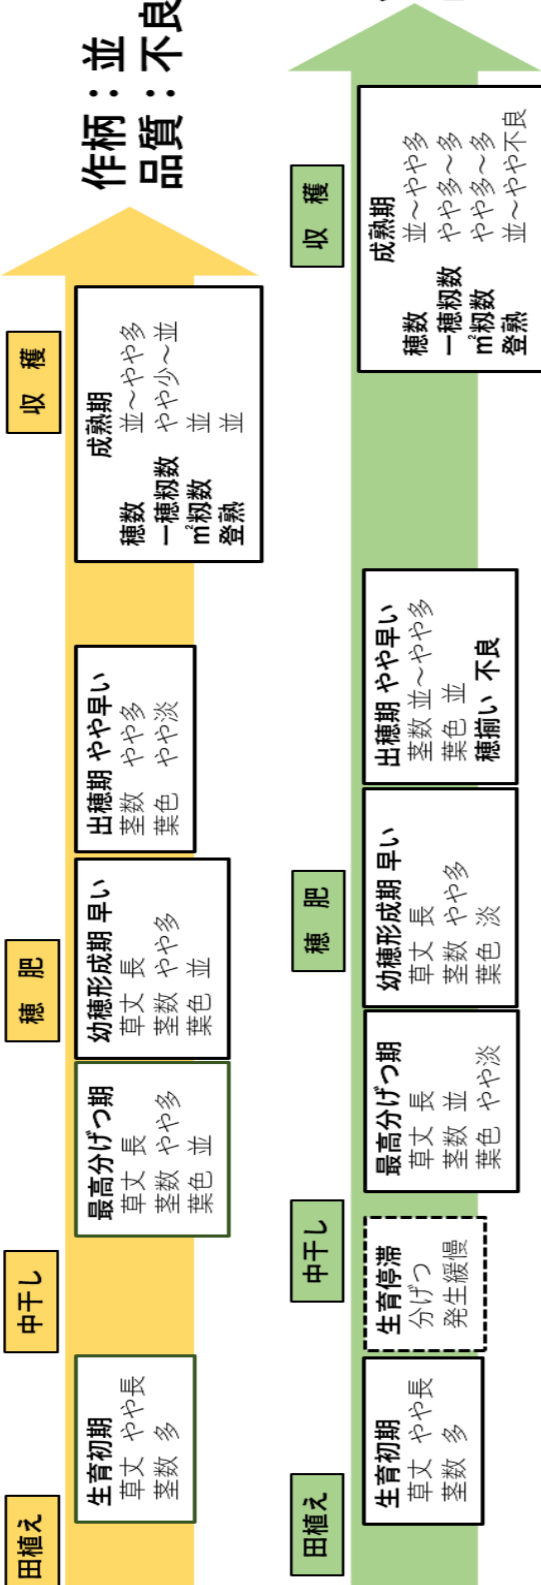 田植え
中干し
穂 肥
収 穫
生育初期
草丈 やや長
茎数 多
最高分げつ期
草丈 長
茎数 やや多
葉色 並
幼穂形成期 早い
草丈 長
茎数 やや多
葉色 並
出穂期 やや早い
茎数 やや多
葉色 やや淡
成熟期
穂数 並~やや多
一穂籾数 やや少~並
㎡籾数 並
登熟 並
作柄:並
品質:不良
田植え
中干し
穂 肥
収 穫
生育初期
草丈 やや長
茎数 多
生育停滞
分げつ
発生緩慢
最高分げつ期
草丈 長
茎数 並
葉色 やや淡
幼穂形成期 早い
草丈 長
茎数 やや多
葉色 淡
出穂期 やや早い
茎数 並~やや多
葉色 並
穂揃い 不良
成熟期
穂数 並~やや多
一穂籾数 やや多~多
㎡籾数 やや多~多
登熟 並~やや不良